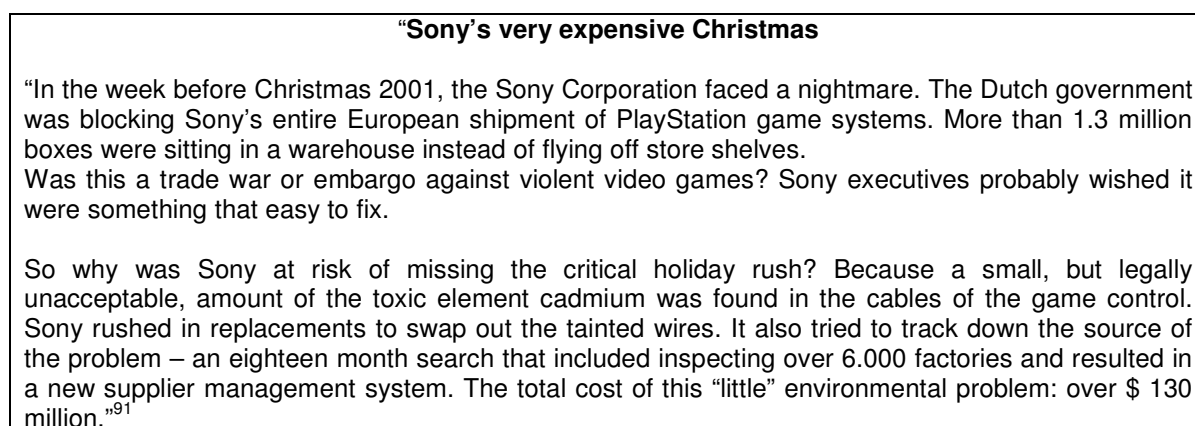 “Sony’s very expensive Christmas
“In the week before Christmas 2001, the Sony Corporation faced a nightmare. The Dutch government
was blocking Sony’s entire European shipment of PlayStation game systems. More than 1.3 million
boxes were sitting in a warehouse instead of flying off store shelves.
Was this a trade war or embargo against violent video games? Sony executives probably wished it
were something that easy to fix.
So why was Sony at risk of missing the critical holiday rush? Because a small, but legally
unacceptable, amount of the toxic element cadmium was found in the cables of the game control.
Sony rushed in replacements to swap out the tainted wires. It also tried to track down the source of
the problem – an eighteen month search that included inspecting over 6.000 factories and resulted in
a new supplier management system. The total cost of this “little” environmental problem: over $ 130
million.”91